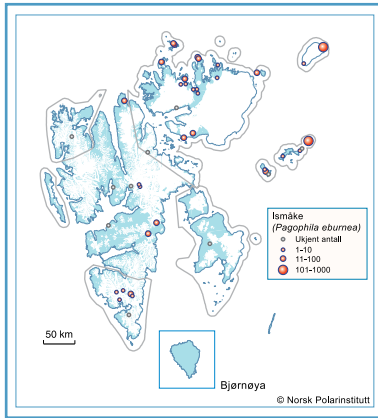 Ismåke
(Pagophila eburnea)
Ukjent antall
1-10
11-100
101-1000
50 km
Bjørnøya
© Norsk Polarinstitutt